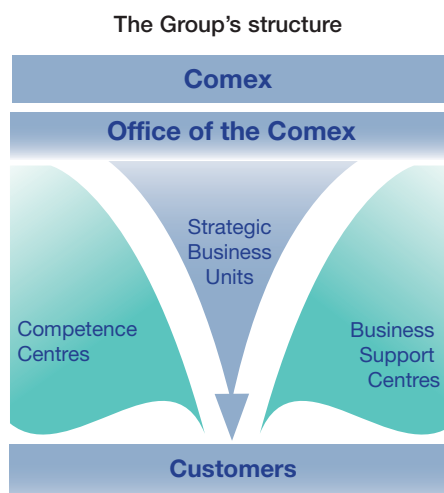 The Group’s structure
Comex
Office of the Comex
Strategic
Business
Units
Competence
Centres
Business
Support
Centres
Customers